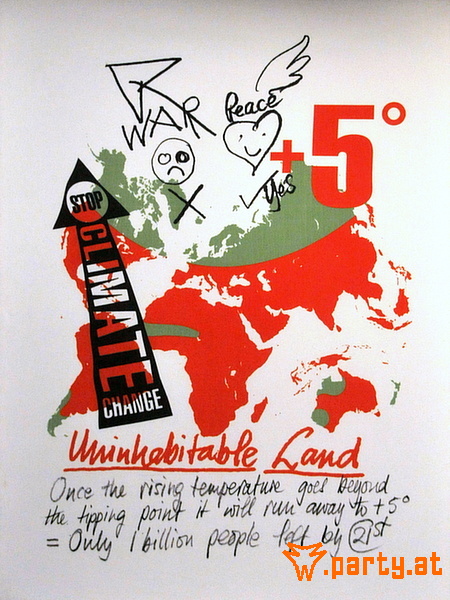 WAR
Peace
+5°
Yes
STOP
CLIMATE
CHANGE
Uninhabitable Land
Once the rising temperature goes beyond
the tipping point it will run away to +5°
= Only 1 billion people left by 21st
.party.at